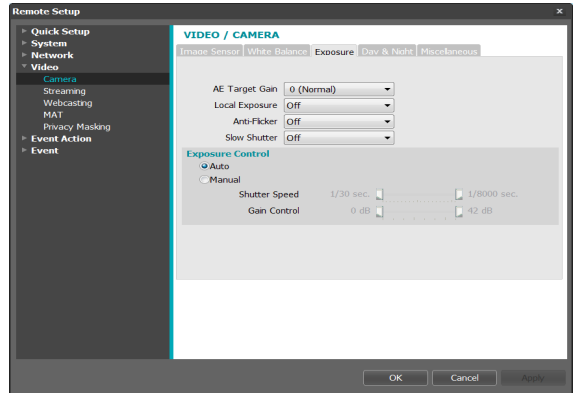 Remote Setup
Quick Setup
System
Network
Video
Camera
Streaming
Webcasting
MAT
Privacy Masking
Event Action
Event
VIDEO / CAMERA
Image Sensor White Balance Exposure Day & Night Miscellaneous
AE Target Gain 0 (Normal)
Local Exposure Off
Anti-Flicker Off
Slow Shutter Off
Exposure Control
Auto
Manual
Shutter Speed 1/30 sec. 1/8000 sec.
Gain Control 0 dB 42 dB
OK Cancel Apply